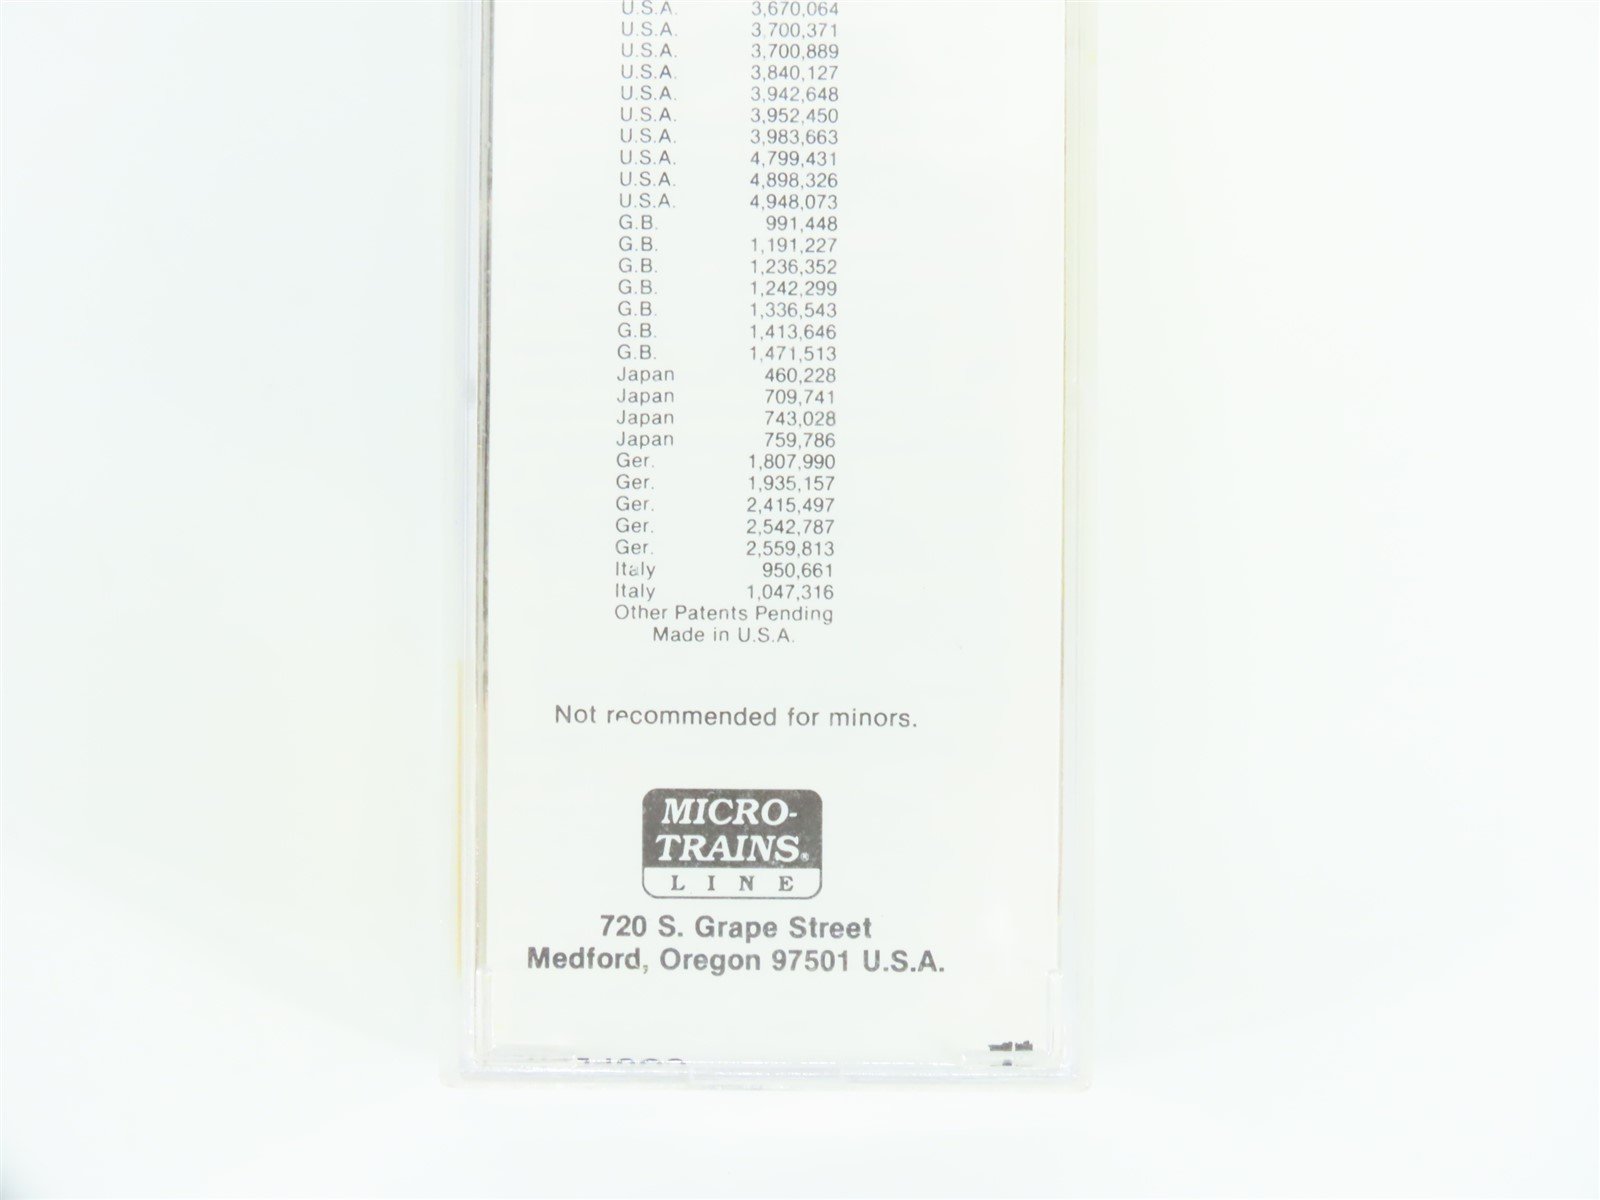 U.S.A. 3,670,064
U.S.A. 3,700,371
U.S.A. 3,700,889
U.S.A. 3,840,127
U.S.A. 3,942,648
U.S.A. 3,952,450
U.S.A. 3,983,663
U.S.A. 4,799,431
U.S.A. 4,898,326
U.S.A. 4,948,073
G.B. 991,448
G.B. 1,191,227
G.B. 1,236,352
G.B. 1,242,299
G.B. 1,336,543
G.B. 1,413,646
G.B. 1,471,513
Japan 460,228
Japan 709,741
Japan 743,028
Japan 759,786
Ger. 1,807,990
Ger. 1,935,157
Ger. 2,415,497
Ger. 2,542,787
Ger. 2,559,813
Italy 950,661
Italy 1,047,316
Other Patents Pending
Made in U.S.A.
Not recommended for minors.
MICRO-
TRAINS®
LINE
720 S. Grape Street
Medford, Oregon 97501 U.S.A.